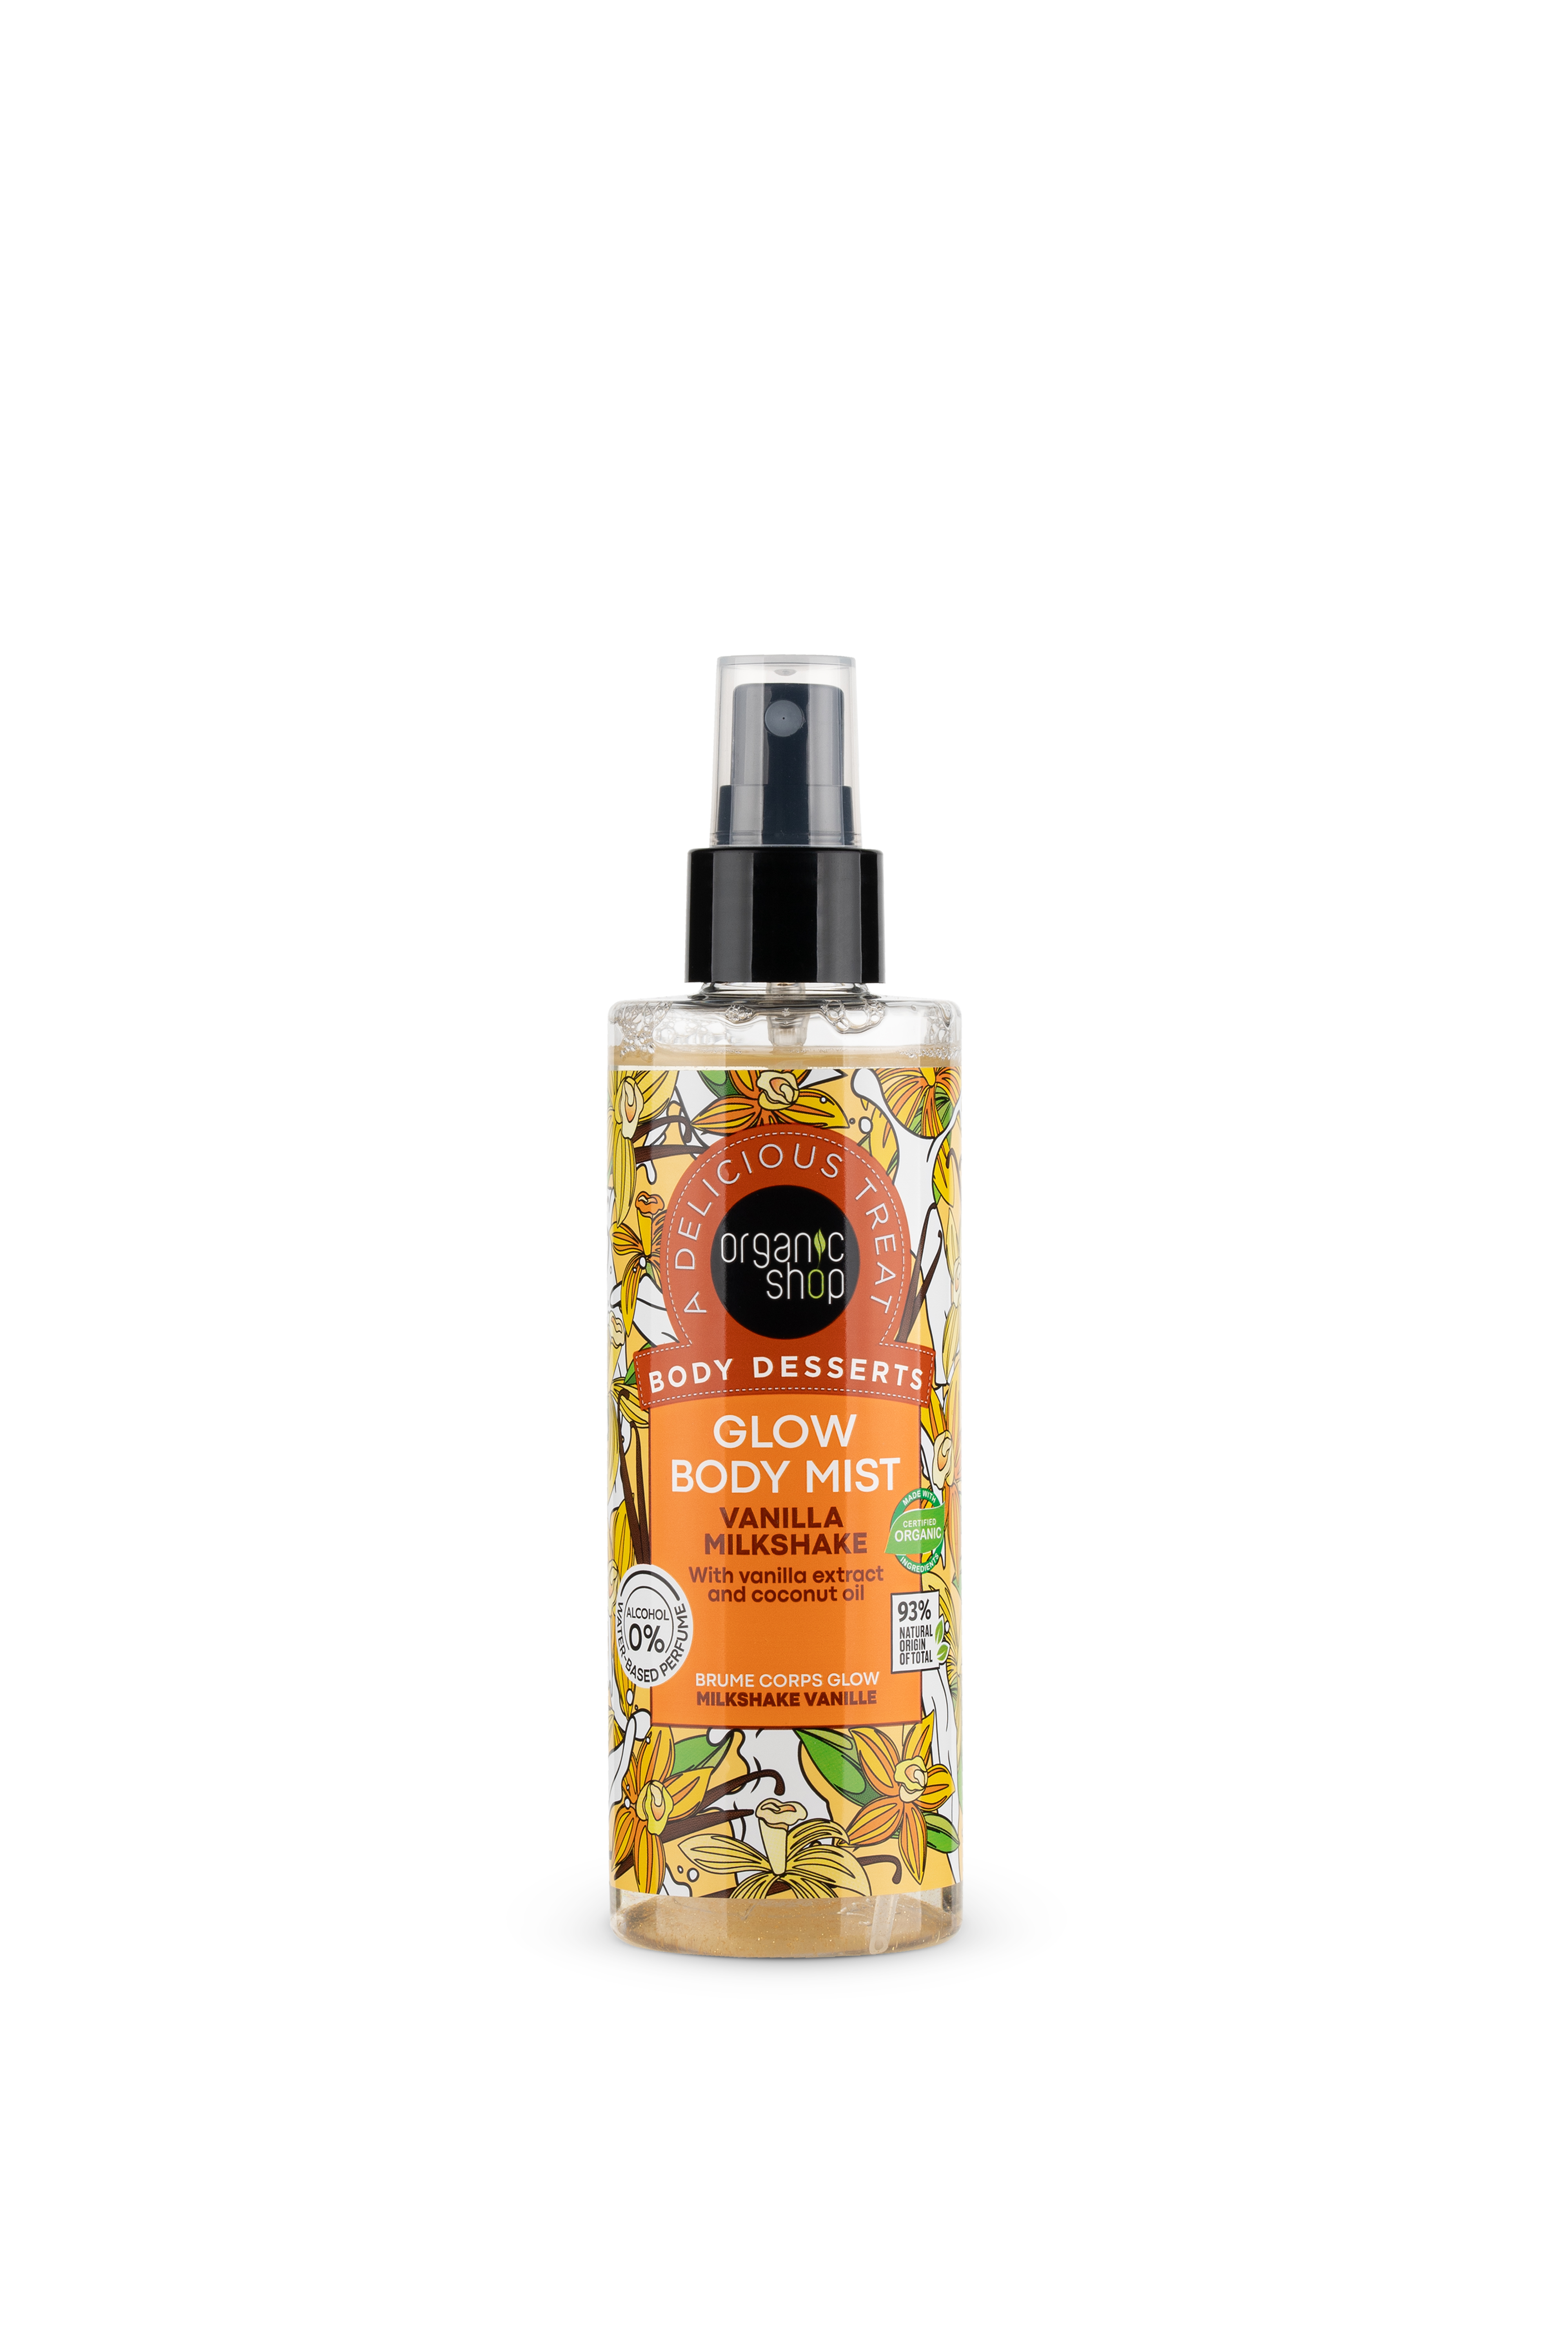 A DELICIOUS TREAT
organic
shop
BODY DESSERTS
GLOW
BODY MIST
VANILLA
MILKSHAKE
With vanilla extract
and coconut oil
MADE WITH
CERTIFIED
ORGANIC
INGREDIENTS
ALCOHOL
0%
WATER-BASED PERFUME
93%
NATURAL
ORIGIN
OF TOTAL
BRUME CORPS GLOW
MILKSHAKE VANILLE